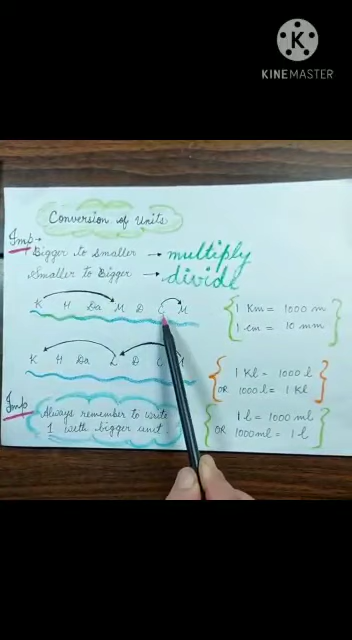 K
KINEMASTER
Conversion of Units
Imp→
Bigger to Smaller → multiply
Smaller to Bigger → divide
K H Da M D C M
1 Km = 1000 m
1 cm = 10 mm
K H Da L D C M
1 Kl = 1000 l
OR 1000 l = 1 Kl
Imp→
Always remember to write
1 with bigger unit
1 l = 1000 ml
OR 1000 ml = 1 l